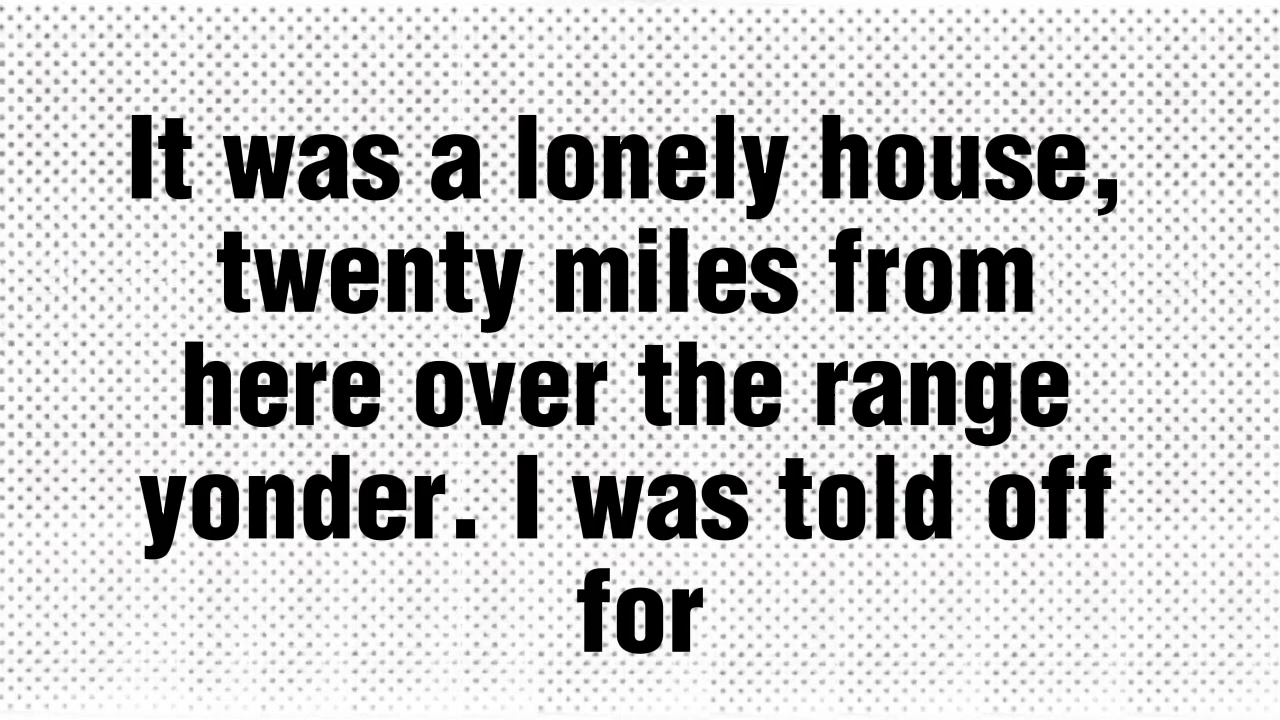 It was a lonely house,
twenty miles from
here over the range
yonder. I was told off
for